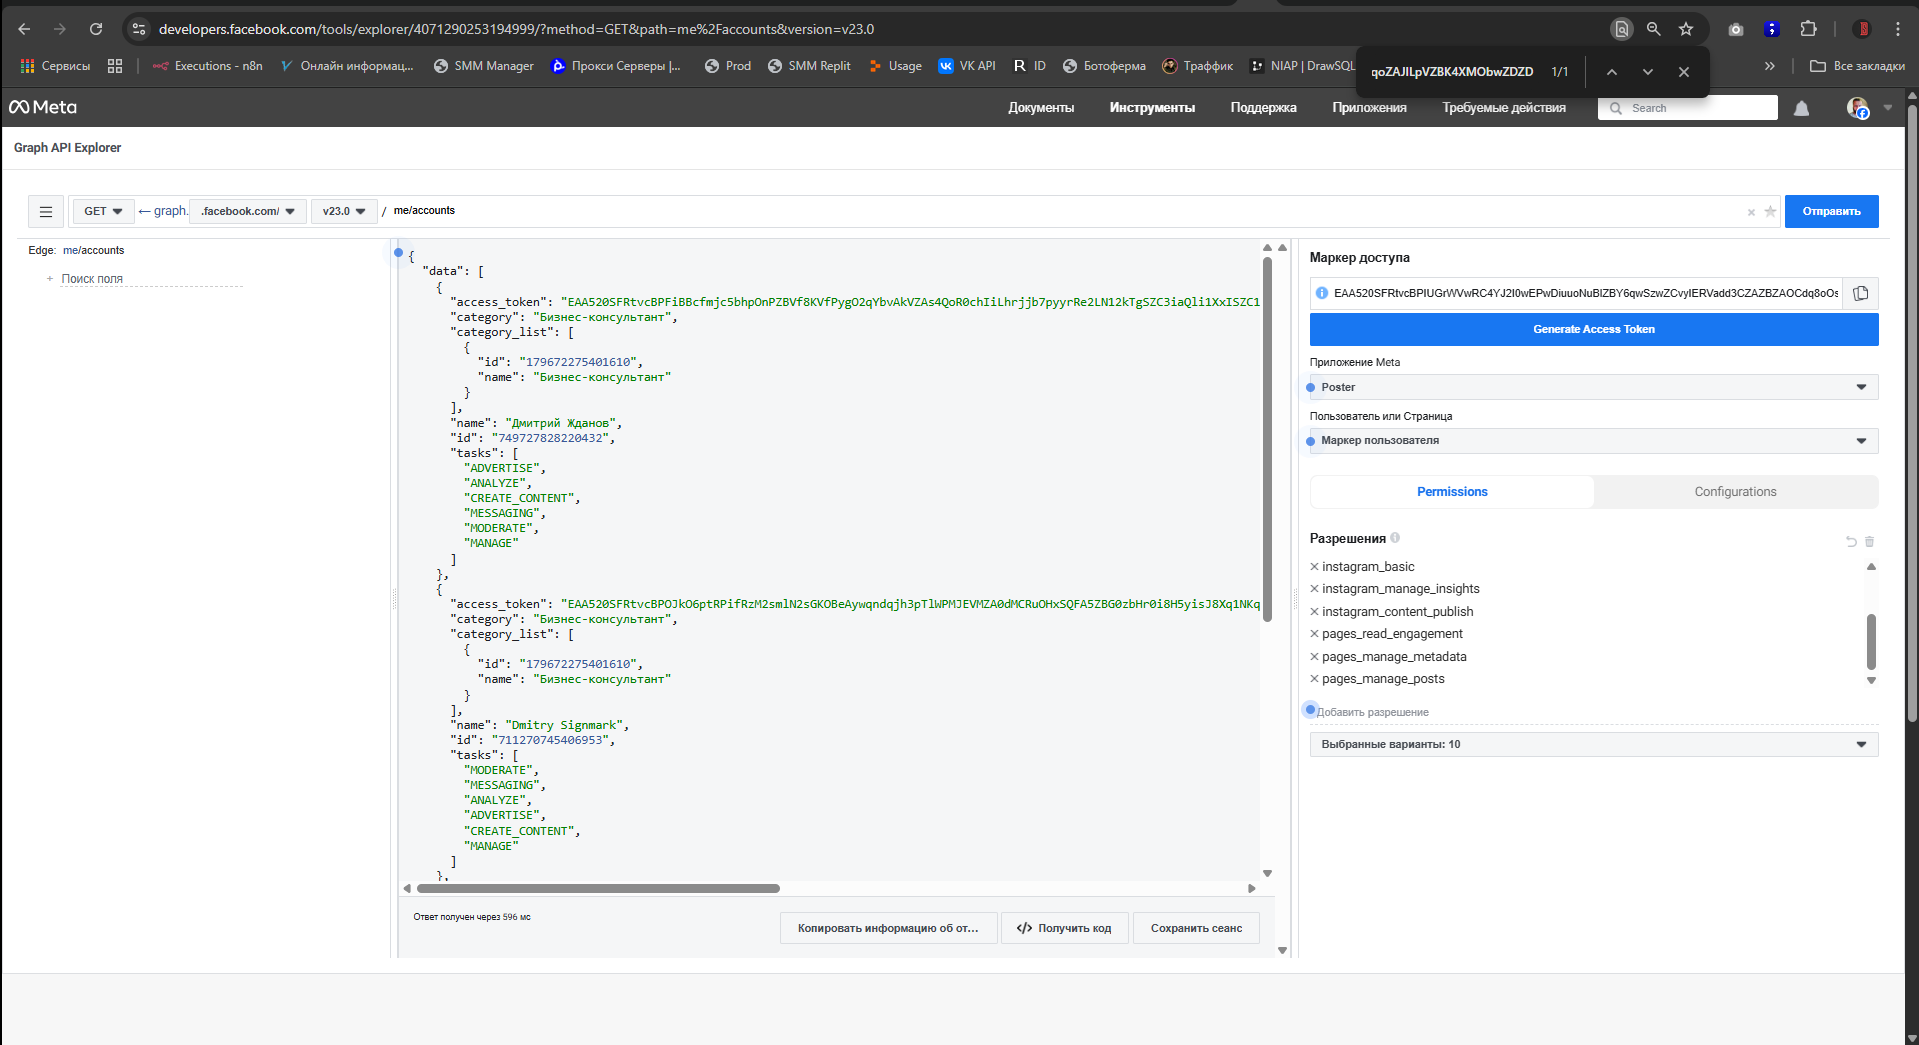 developers.facebook.com/tools/explorer/4071290253194999/?method=GET&path=me%2Faccounts&version=v23.0
Сервисы
Executions - n8n
Онлайн информац...
SMM Manager
Прокси Серверы |...
Prod
SMM Replit
Usage
VK API
ID
Ботоферма
Траффик
NIAP | DrawSQL
Все закладки
qoZAJILpVZBK4XMObwZDZD 1/1
Meta
Документы
Инструменты
Поддержка
Приложения
Требуемые действия
Search
Graph API Explorer
GET
graph.
.facebook.com/
v23.0
/
me/accounts
Отправить
Edge: me/accounts
+ Поиск поля
{
"data": [
{
"access_token": "EAA520SFRtvcBPFiBBcfmjc5bhpOnPZBVf8KVfPygO2qYbvAkVZAs4QoR0chIiLhrjjb7pyyrRe2LN12kTgSZC3iaQli1XxISZC1
"category": "Бизнес-консультант",
"category_list": [
{
"id": "179672275401610",
"name": "Бизнес-консультант"
}
],
"name": "Дмитрий Жданов",
"id": "749727828220432",
"tasks": [
"ADVERTISE",
"ANALYZE",
"CREATE_CONTENT",
"MESSAGING",
"MODERATE",
"MANAGE"
]
},
{
"access_token": "EAA520SFRtvcBPOJkO6ptRPifRzM2smlN2sGKOBeAywqndqjh3pTlWPMJEVMZA0dMCRuOHxSQFA5ZBG0zbHr0i8H5yisJ8Xq1NKq
"category": "Бизнес-консультант",
"category_list": [
{
"id": "179672275401610",
"name": "Бизнес-консультант"
}
],
"name": "Dmitry Signmark",
"id": "711270745406953",
"tasks": [
"MODERATE",
"MESSAGING",
"ANALYZE",
"ADVERTISE",
"CREATE_CONTENT",
"MANAGE"
]
},
Ответ получен через 596 мс
Копировать информацию об от...
</> Получить код
Сохранить сеанс
Маркер доступа
EAA520SFRtvcBPIUGrWVwRC4YJ2I0wEPwDiuuoNuBlZBY6qwSzwZCvylERVadd3CZAZBZAOCdq8oOs
Generate Access Token
Приложение Meta
Poster
Пользователь или Страница
Маркер пользователя
Permissions
Configurations
Разрешения
instagram_basic
instagram_manage_insights
instagram_content_publish
pages_read_engagement
pages_manage_metadata
pages_manage_posts
Добавить разрешение
Выбранные варианты: 10